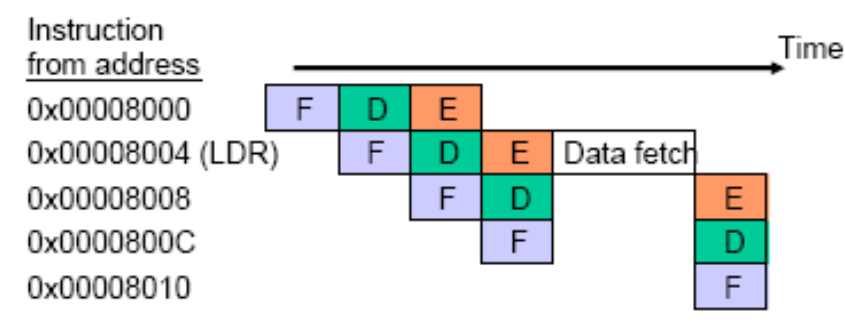 Instruction
from address
Time
0x00008000 F D E
0x00008004 (LDR) F D E Data fetch
0x00008008 F D E
0x0000800C F D
0x00008010 F